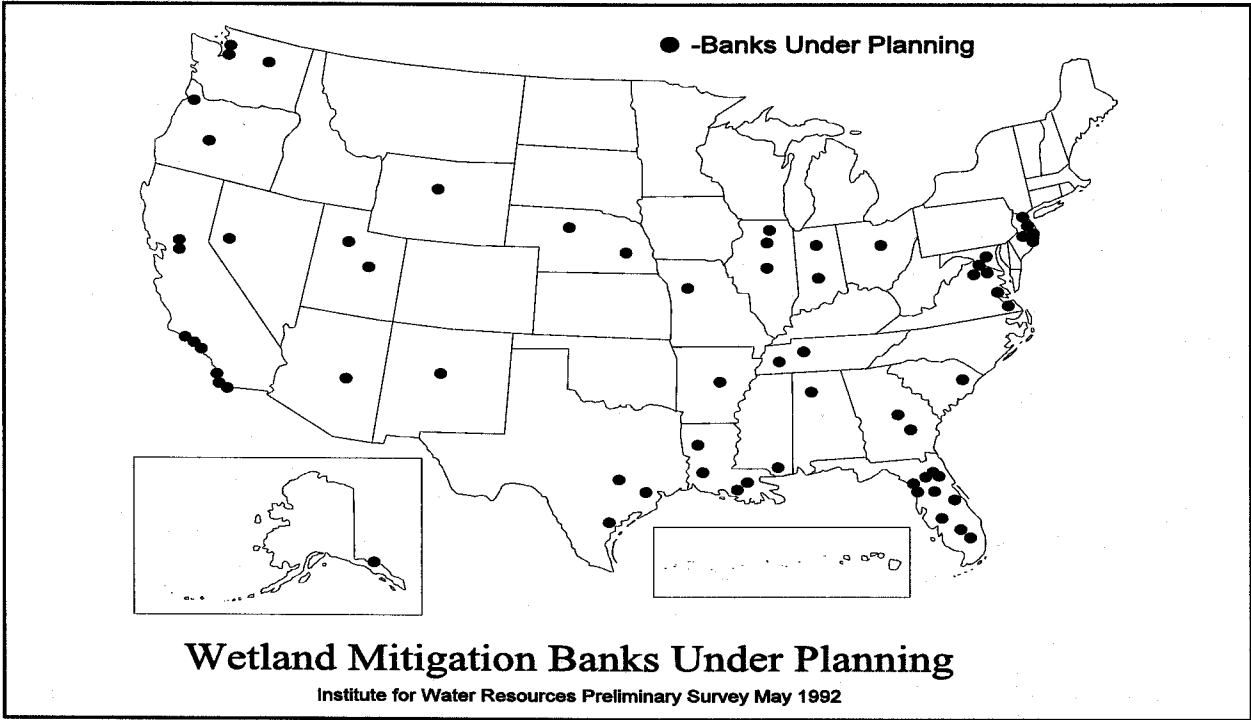 -Banks Under Planning
Wetland Mitigation Banks Under Planning
Institute for Water Resources Preliminary Survey May 1992